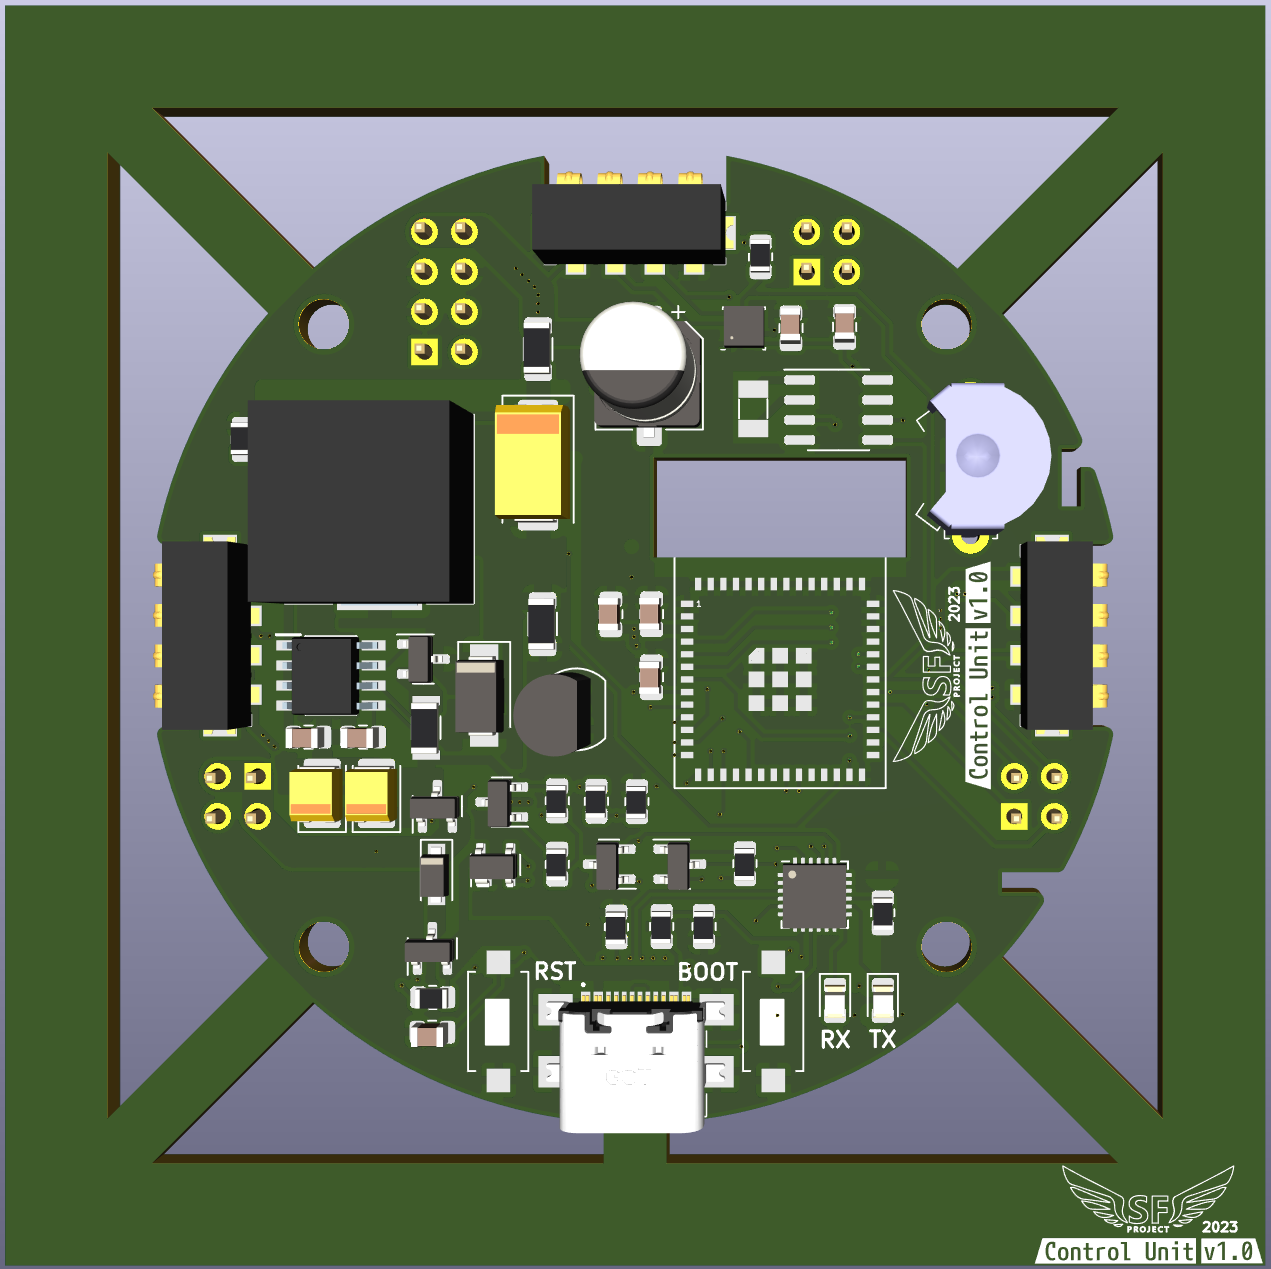 +
1
2023
Control Unit v1.0
SF
PROJECT
RST
BOOT
GCT
RX
TX
SF
PROJECT
2023
Control Unit v1.0